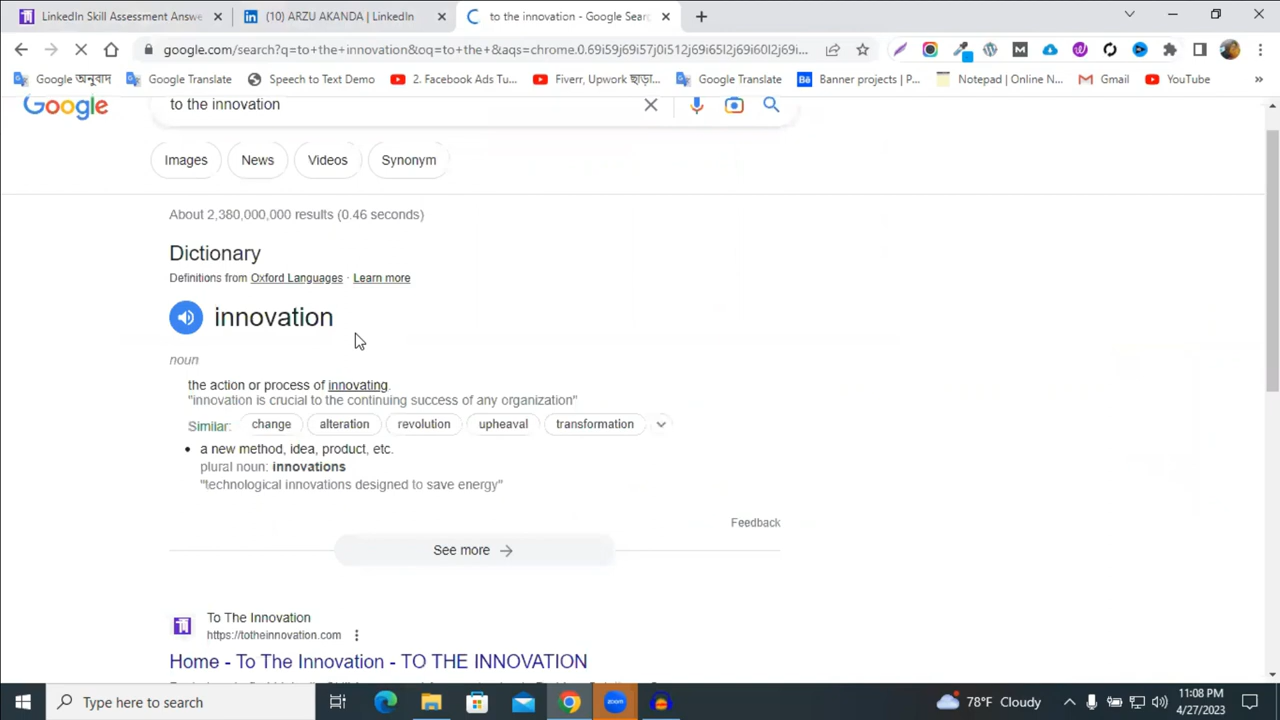 LinkedIn Skill Assessment Answe
(10) ARZU AKANDA | LinkedIn
to the innovation - Google Sear
google.com/search?q=to+the+innovation&oq=to+the+&aqs=chrome.0.69i59j69i57j0i512j69i65l2j69i60l2j69i...
Google অনুবাদ
Google Translate
Speech to Text Demo
2. Facebook Ads Tu...
Fiverr, Upwork ছাড়া...
Google Translate
Banner projects | P...
Notepad | Online N...
Gmail
YouTube
»
Google
to the innovation
Images
News
Videos
Synonym
About 2,380,000,000 results (0.46 seconds)
Dictionary
Definitions from Oxford Languages · Learn more
innovation
noun
the action or process of innovating.
"innovation is crucial to the continuing success of any organization"
Similar: change alteration revolution upheaval transformation
• a new method, idea, product, etc.
plural noun: innovations
"technological innovations designed to save energy"
Feedback
See more →
To The Innovation
https://totheinnovation.com
Home - To The Innovation - TO THE INNOVATION
Type here to search
zoom
78°F Cloudy
11:08 PM
4/27/2023